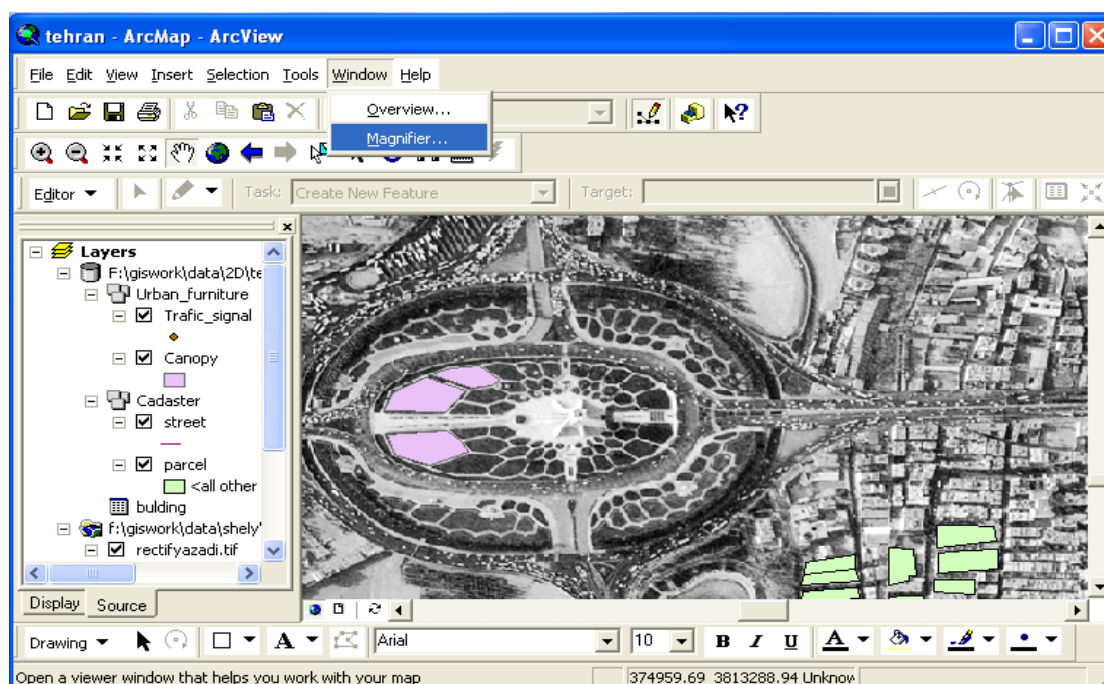 tehran - ArcMap - ArcView
File Edit View Insert Selection Tools Window Help
Overview...
Magnifier...
Editor Task: Create New Feature Target:
Layers
F:\giswork\data\2D\te
Urban_furniture
Trafic_signal
Canopy
Cadaster
street
parcel
<all other
bulding
f:\giswork\data\shely'
rectifyazadi.tif
Display Source
Drawing A Arial 10 B I U A
Open a viewer window that helps you work with your map 374959.69 3813288.94 Unknow